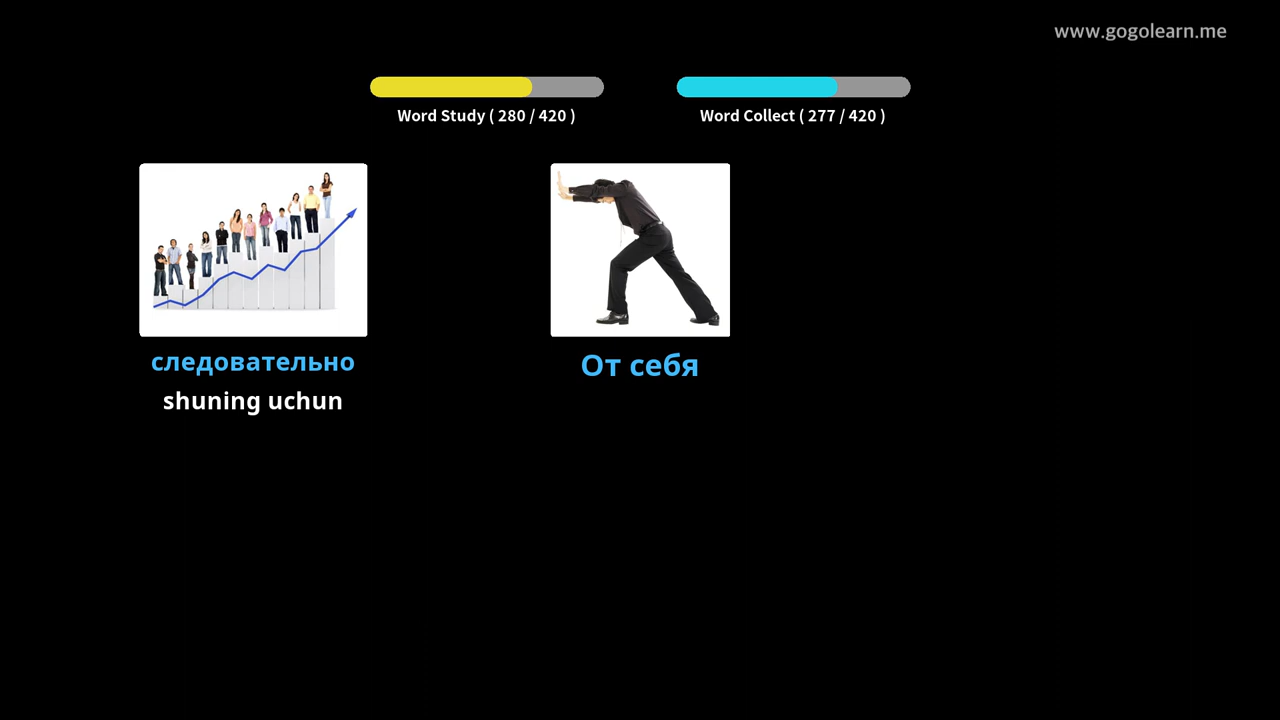 www.gogolearn.me
Word Study ( 280 / 420 )
Word Collect ( 277 / 420 )
следовательно
shuning uchun
От себя